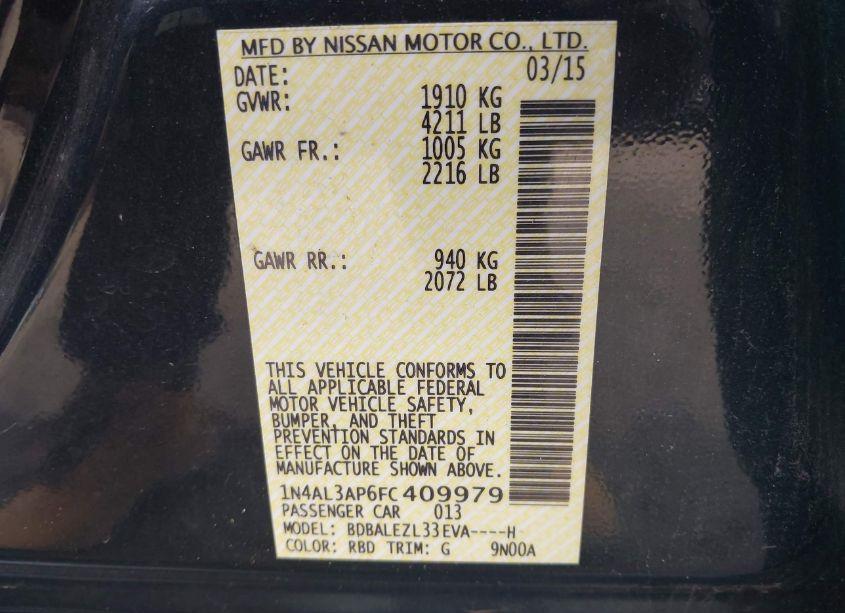 MFD BY NISSAN MOTOR CO., LTD.
DATE: 03/15
GVWR: 1910 KG
4211 LB
GAWR FR.: 1005 KG
2216 LB
GAWR RR.: 940 KG
2072 LB
THIS VEHICLE CONFORMS TO
ALL APPLICABLE FEDERAL
MOTOR VEHICLE SAFETY,
BUMPER, AND THEFT
PREVENTION STANDARDS IN
EFFECT ON THE DATE OF
MANUFACTURE SHOWN ABOVE.
1N4AL3AP6FC409979
PASSENGER CAR 013
MODEL: BDBALEZL33EVA----H
COLOR: RBD TRIM: G 9N00A